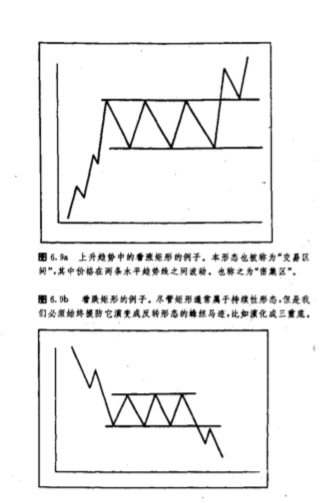 图 6.9a 上升趋势中的看涨矩形的例子。本形态也被称为“交易区
间”,其中价格在两条水平趋势线之间波动。也称之为“密集区”。
图 6.9b 看跌矩形的例子。尽管矩形通常属于持续性形态,但是我
们必须始终提防它演变成反转形态的蛛丝马迹,比如演化成三重底。